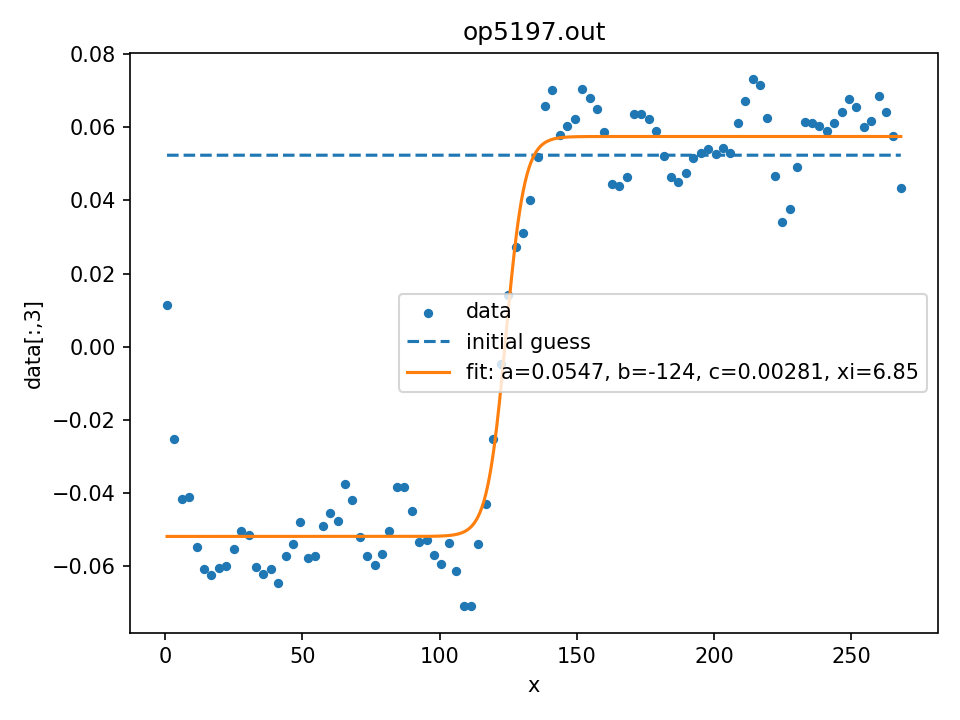 op5197.out
0.08
0.06
0.04
0.02
0.00
−0.02
−0.04
−0.06
data[:,3]
data
initial guess
fit: a=0.0547, b=-124, c=0.00281, xi=6.85
0 50 100 150 200 250
x